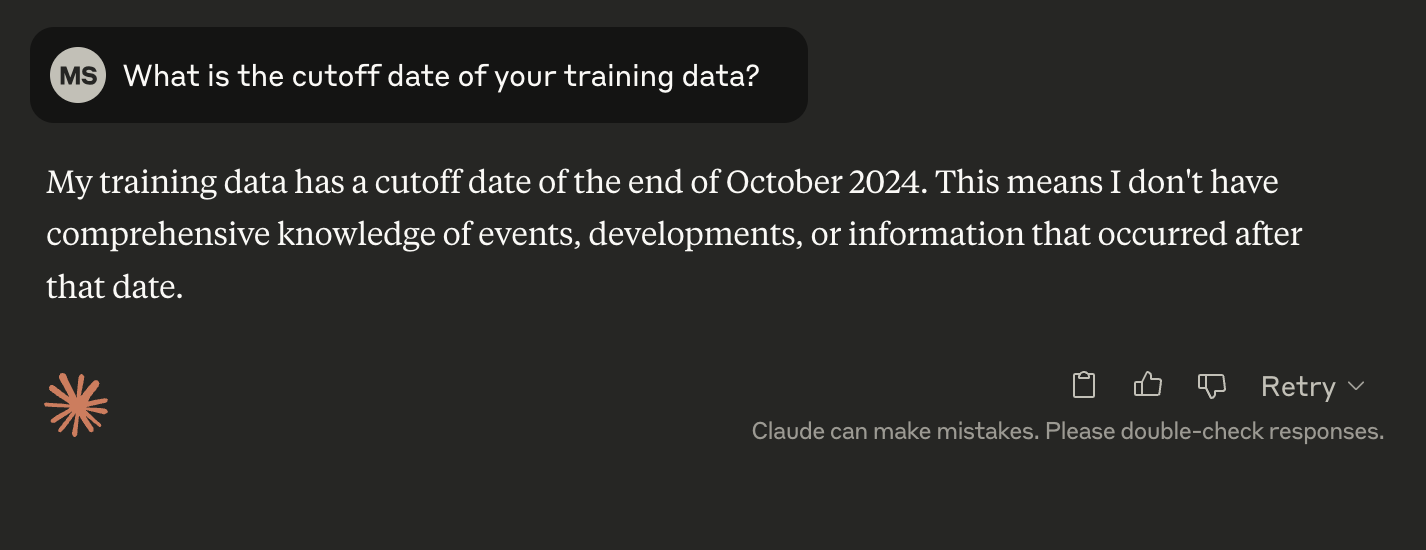 MS What is the cutoff date of your training data?
My training data has a cutoff date of the end of October 2024. This means I don't have
comprehensive knowledge of events, developments, or information that occurred after
that date.
Retry
Claude can make mistakes. Please double-check responses.